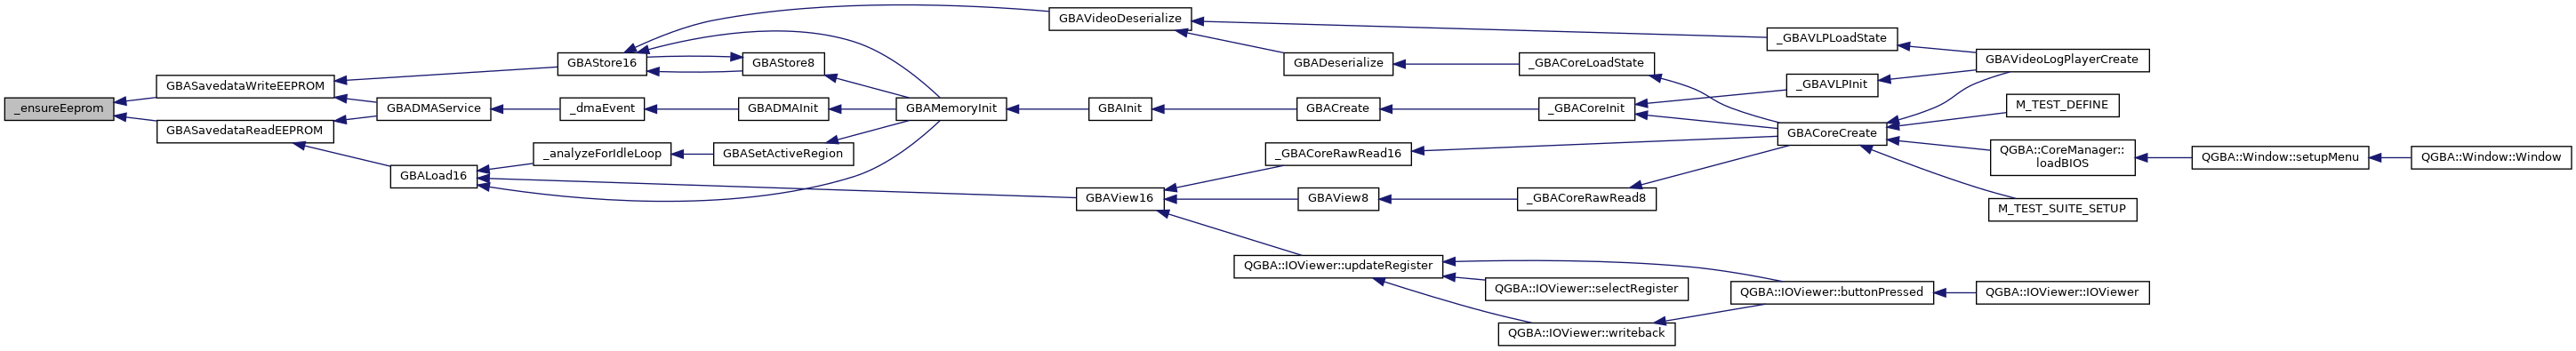 _ensureEeprom
GBASavedataWriteEEPROM
GBASavedataReadEEPROM
GBAStore16
GBADMAService
GBALoad16
GBAStore8
_dmaEvent
GBADMAInit
_analyzeForIdleLoop
GBASetActiveRegion
GBAMemoryInit
GBAVideoDeserialize
GBAInit
GBAView16
GBADeserialize
GBACreate
_GBACoreRawRead16
GBAView8
QGBA::IOViewer::updateRegister
_GBACoreLoadState
_GBACoreInit
_GBACoreRawRead8
QGBA::IOViewer::selectRegister
QGBA::IOViewer::writeback
_GBAVLPLoadState
_GBAVLPInit
GBACoreCreate
QGBA::IOViewer::buttonPressed
GBAVideoLogPlayerCreate
M_TEST_DEFINE
QGBA::CoreManager::
loadBIOS
M_TEST_SUITE_SETUP
QGBA::IOViewer::IOViewer
QGBA::Window::setupMenu
QGBA::Window::Window